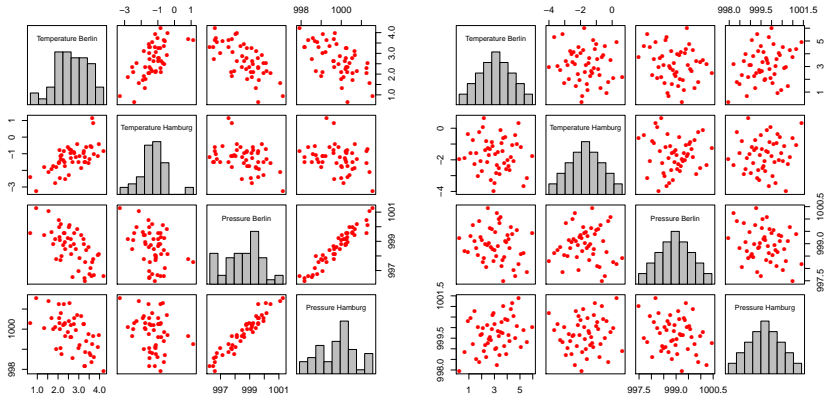 −3 −1 0 1
998 1000
−4 −2 0
998.0 999.5 1001.5
Temperature Berlin
1.0 2.0 3.0 4.0
Temperature Berlin
1 3 5
−3 −1 0 1
Temperature Hamburg
−4 −2 0
Temperature Hamburg
Pressure Berlin
997 999 1001
Pressure Berlin
997.5 999.0 1000.5
998 1000
Pressure Hamburg
998.0 999.5 1001.5
Pressure Hamburg
1.0 2.0 3.0 4.0
997 999 1001
1 3 5
997.5 999.0 1000.5